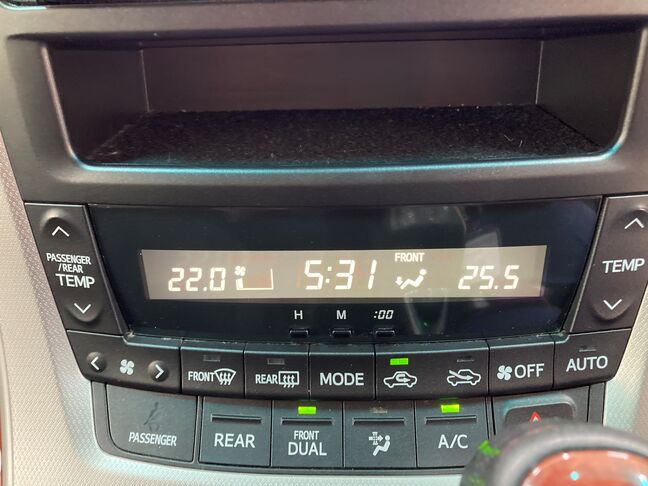 FRONT
22.0 5:31 25.5
PASSENGER
/REAR
TEMP
TEMP
H M :00
FRONT REAR MODE OFF AUTO
PASSENGER REAR FRONT
DUAL A/C